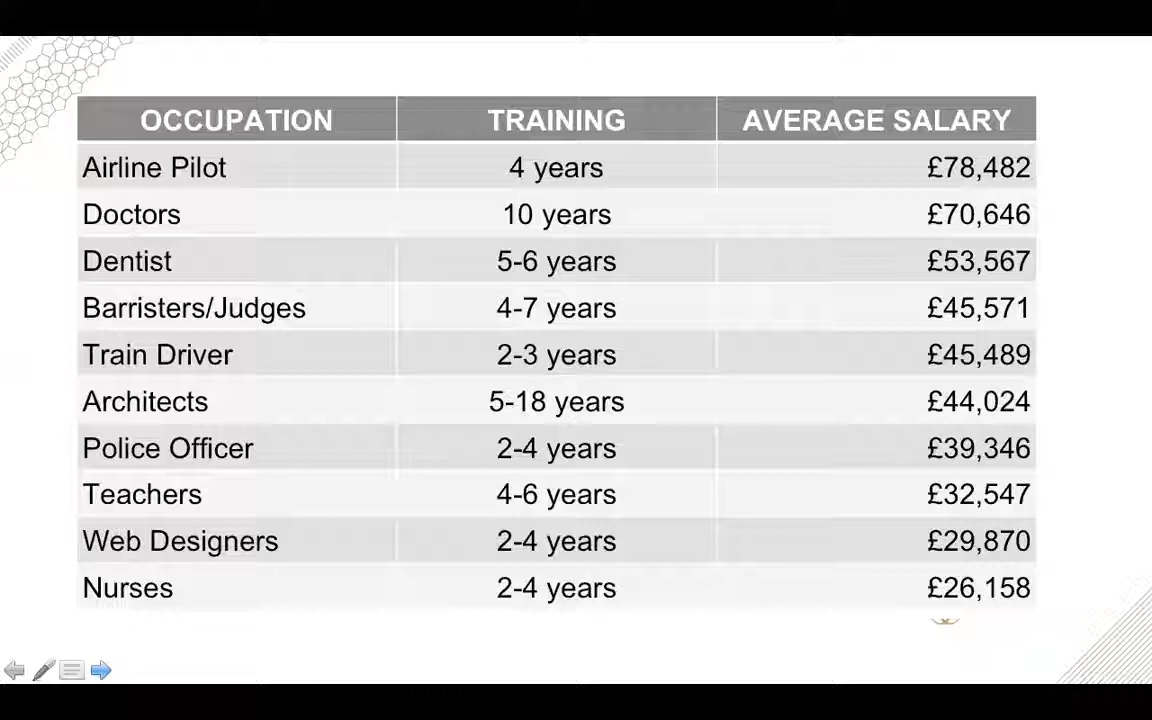 OCCUPATION TRAINING AVERAGE SALARY
Airline Pilot 4 years £78,482
Doctors 10 years £70,646
Dentist 5-6 years £53,567
Barristers/Judges 4-7 years £45,571
Train Driver 2-3 years £45,489
Architects 5-18 years £44,024
Police Officer 2-4 years £39,346
Teachers 4-6 years £32,547
Web Designers 2-4 years £29,870
Nurses 2-4 years £26,158